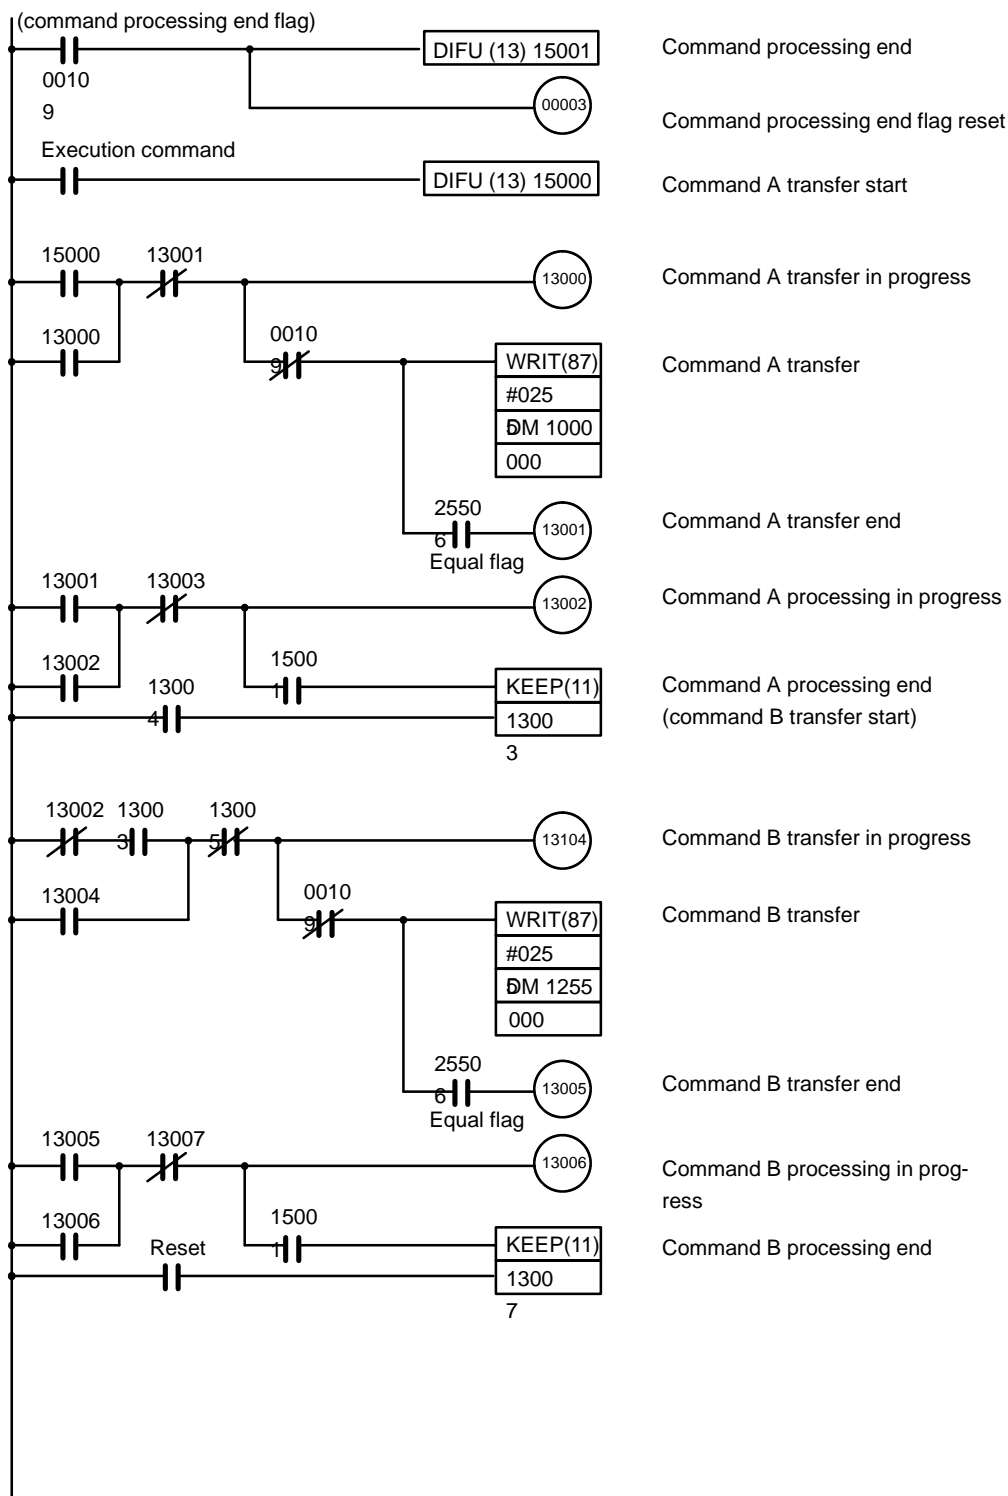 (command processing end flag)
DIFU (13) 15001
Command processing end
0010
9
00003
Command processing end flag reset
Execution command
DIFU (13) 15000
Command A transfer start
15000
13001
13000
Command A transfer in progress
13000
0010
9
WRIT(87)
Command A transfer
#025
5
DM 1000
000
2550
6
Equal flag
13001
Command A transfer end
13001
13003
13002
Command A processing in progress
13002
1500
1
KEEP(11)
Command A processing end
1300
4
1300
3
(command B transfer start)
13002
1300
3
1300
5
13104
Command B transfer in progress
13004
0010
9
WRIT(87)
Command B transfer
#025
5
DM 1255
000
2550
6
Equal flag
13005
Command B transfer end
13005
13007
13006
Command B processing in prog-
ress
13006
1500
1
KEEP(11)
Command B processing end
Reset
1300
7